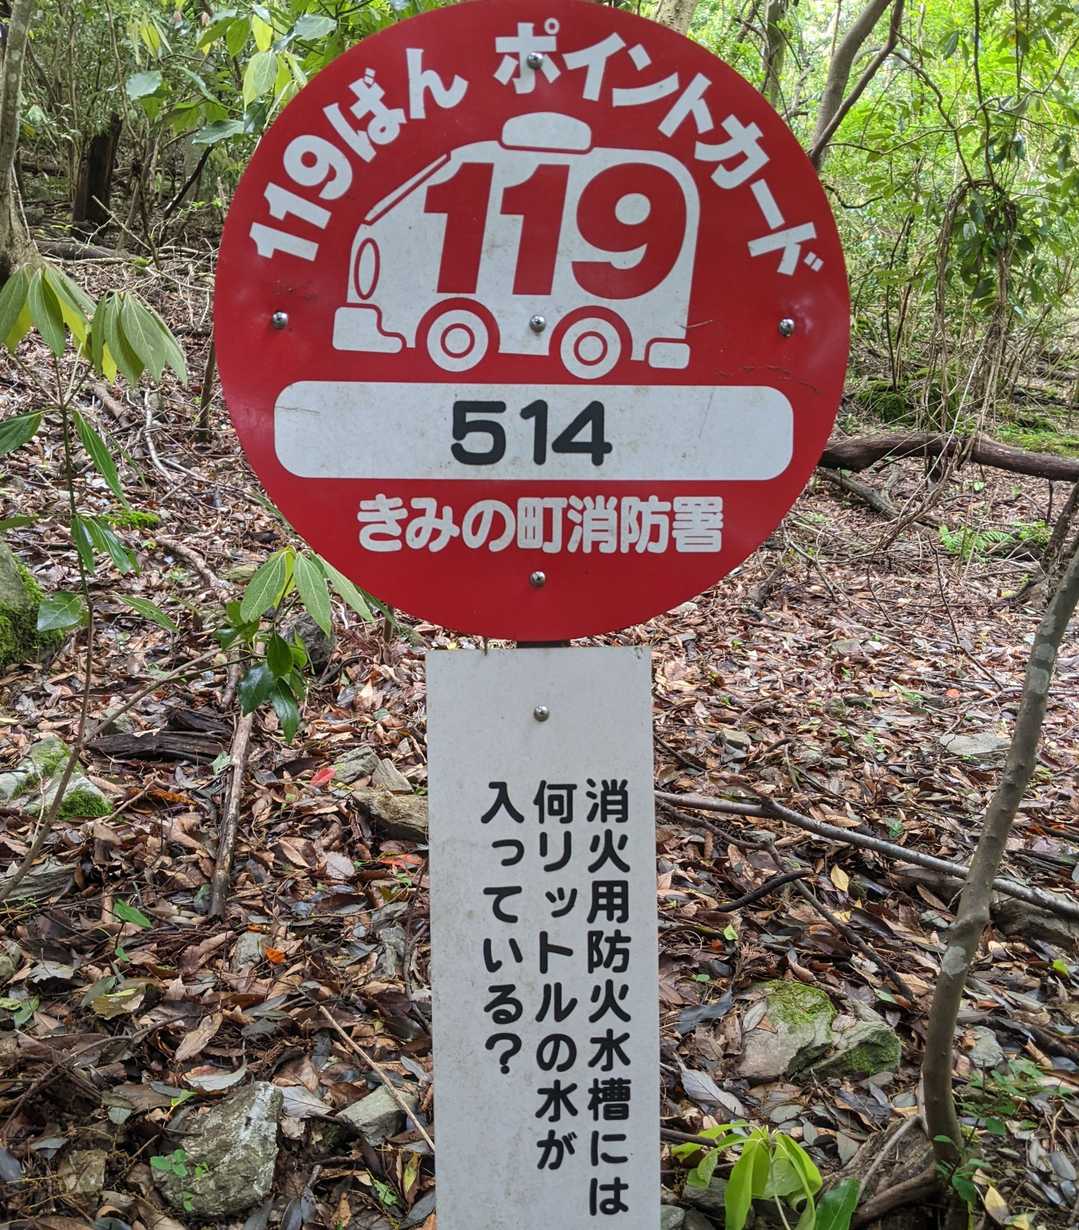 119ばん ポイントカード
119
514
きみの町消防署
消火用防火水槽には
何リットルの水が
入っている?